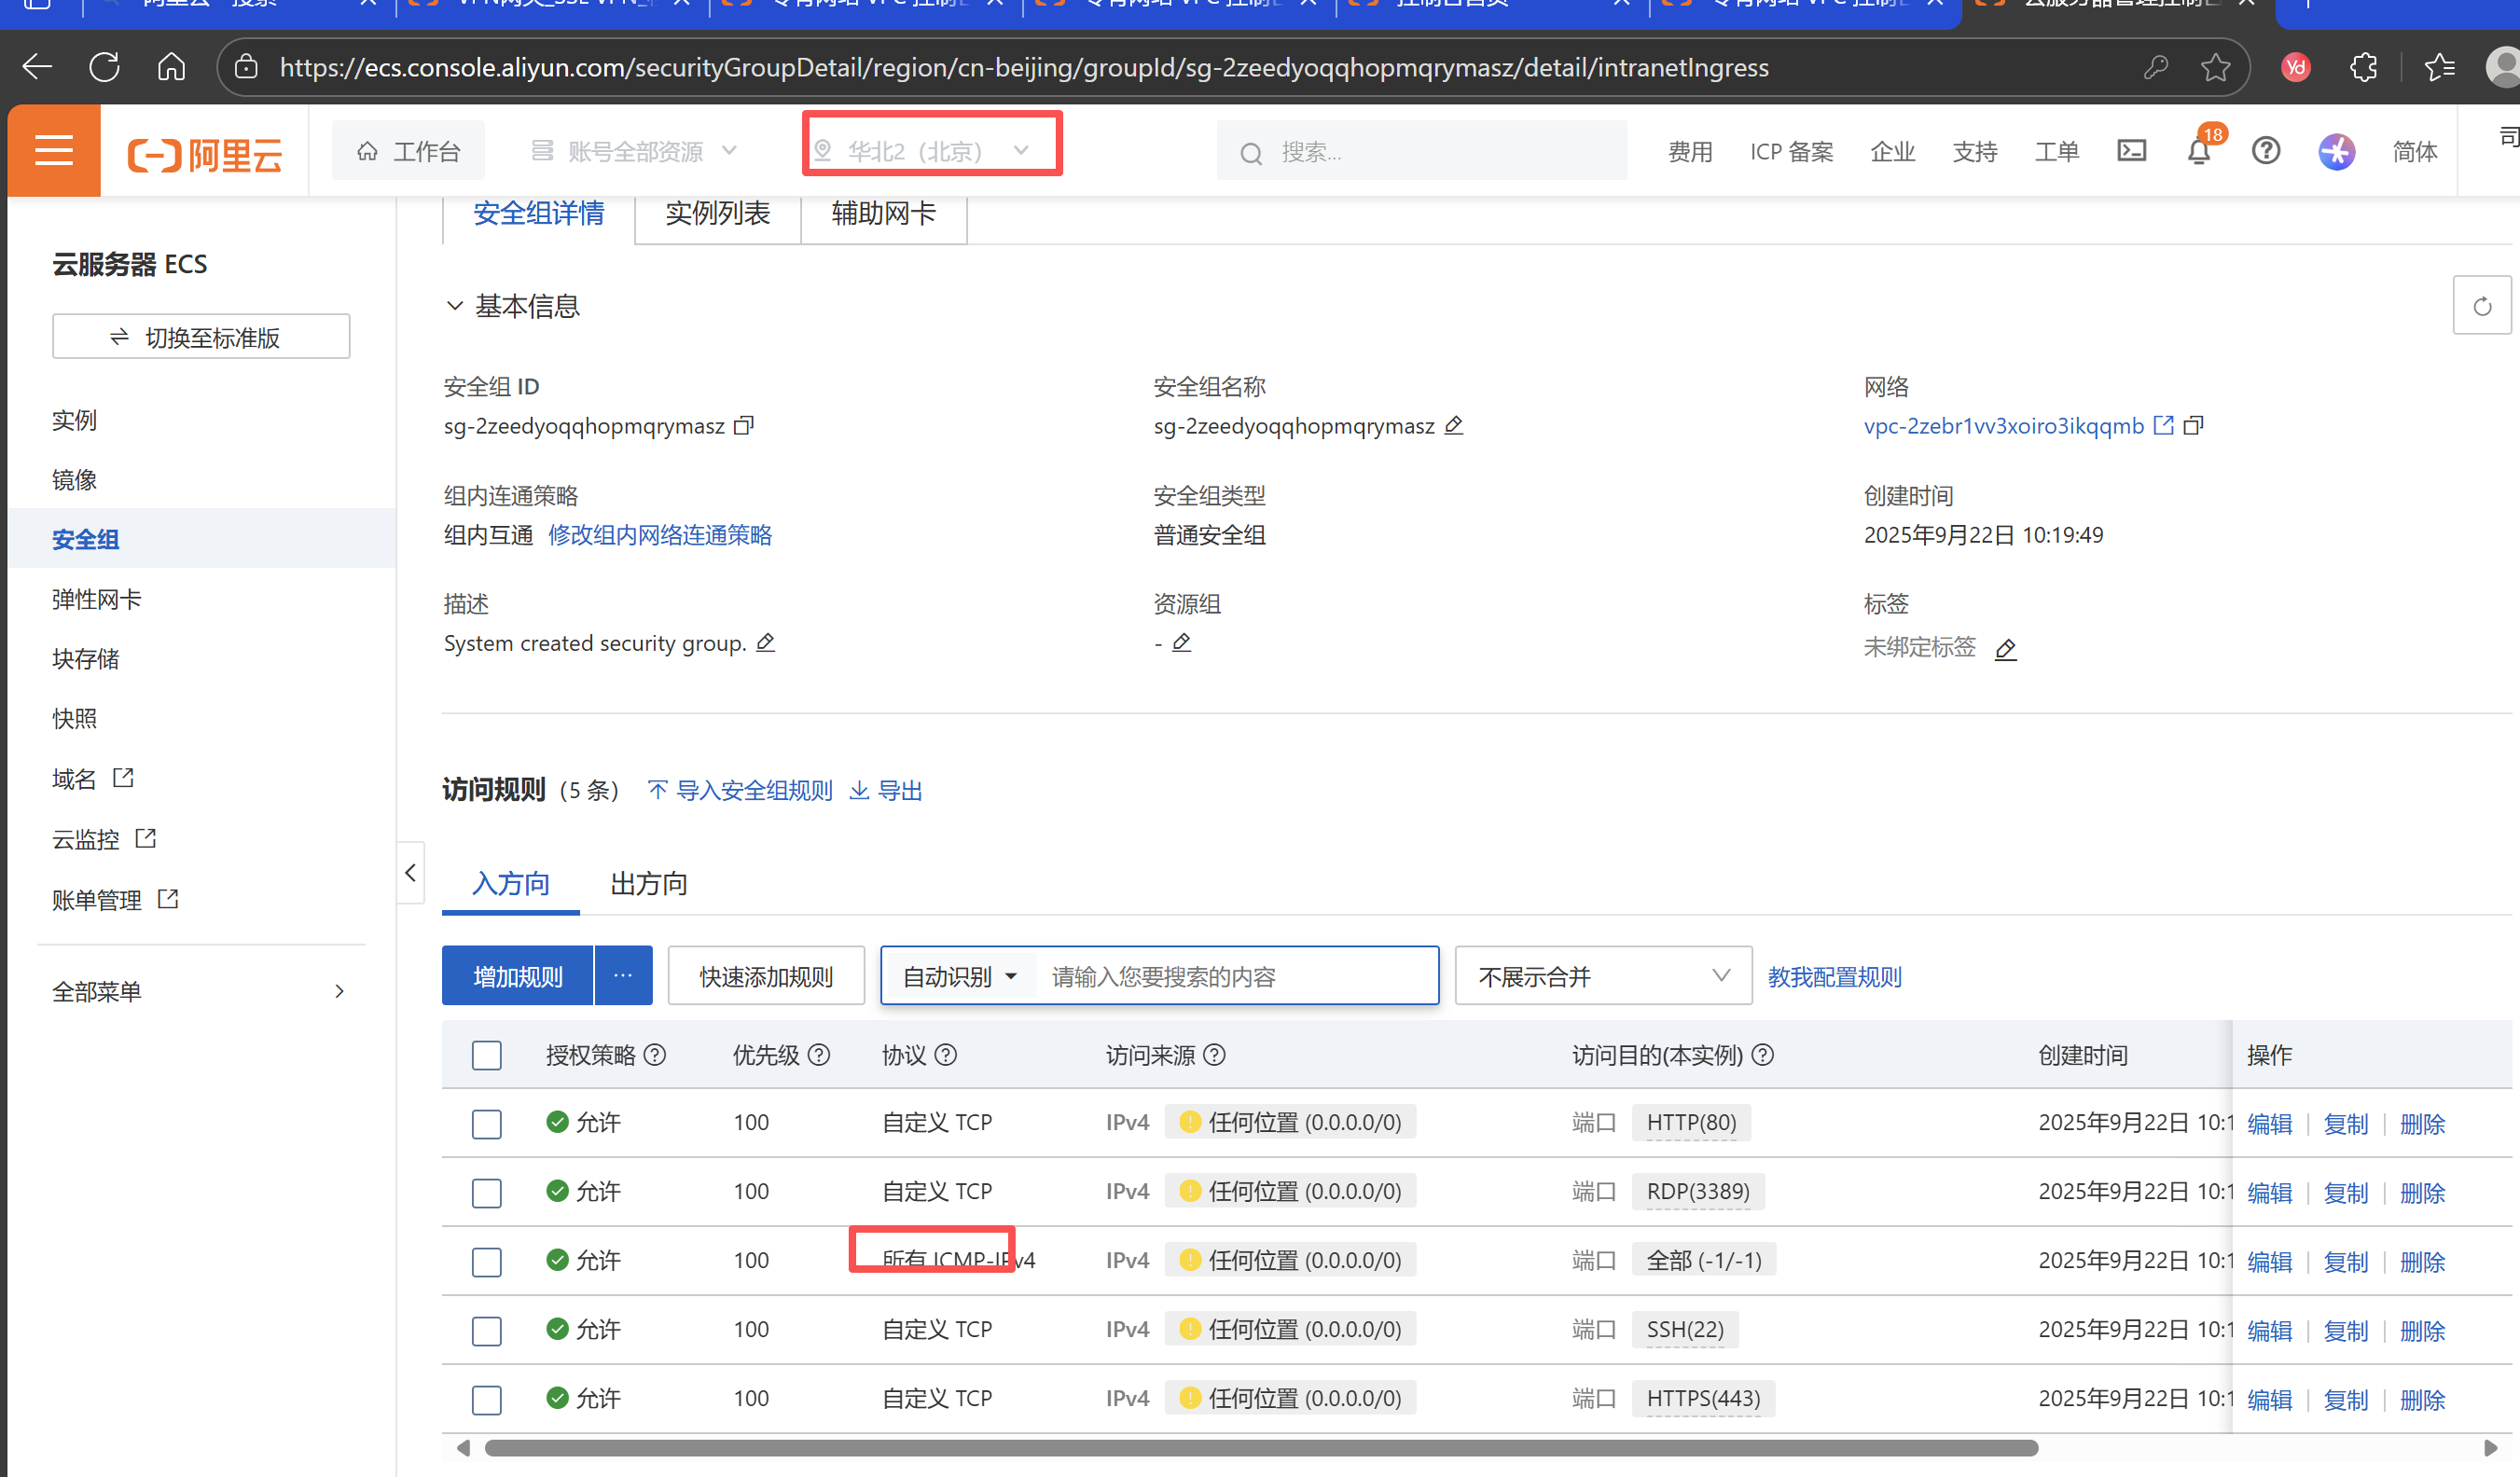 https://ecs.console.aliyun.com/securityGroupDetail/region/cn-beijing/groupId/sg-2zeedyoqqhopmqrymasz/detail/intranetIngress
阿里云 工作台 账号全部资源 华北2（北京） 搜索... 费用 ICP 备案 企业 支持 工单 18 简体
安全组详情 实例列表 辅助网卡
云服务器 ECS
切换至标准版
实例
镜像
安全组
弹性网卡
块存储
快照
域名
云监控
账单管理
全部菜单
基本信息
安全组 ID 安全组名称 网络
sg-2zeedyoqqhopmqrymasz sg-2zeedyoqqhopmqrymasz vpc-2zebr1vv3xoiro3ikqqmb
组内连通策略 安全组类型 创建时间
组内互通 修改组内网络连通策略 普通安全组 2025年9月22日 10:19:49
描述 资源组 标签
System created security group. - 未绑定标签
访问规则（5 条） 导入安全组规则 导出
入方向 出方向
增加规则 ... 快速添加规则 自动识别 请输入您要搜索的内容 不展示合并 教我配置规则
授权策略 优先级 协议 访问来源 访问目的(本实例) 创建时间 操作
允许 100 自定义 TCP IPv4 任何位置 (0.0.0.0/0) 端口 HTTP(80) 2025年9月22日 10:1 编辑 复制 删除
允许 100 自定义 TCP IPv4 任何位置 (0.0.0.0/0) 端口 RDP(3389) 2025年9月22日 10:1 编辑 复制 删除
允许 100 所有 ICMP-IPv4 IPv4 任何位置 (0.0.0.0/0) 端口 全部 (-1/-1) 2025年9月22日 10:1 编辑 复制 删除
允许 100 自定义 TCP IPv4 任何位置 (0.0.0.0/0) 端口 SSH(22) 2025年9月22日 10:1 编辑 复制 删除
允许 100 自定义 TCP IPv4 任何位置 (0.0.0.0/0) 端口 HTTPS(443) 2025年9月22日 10:1 编辑 复制 删除